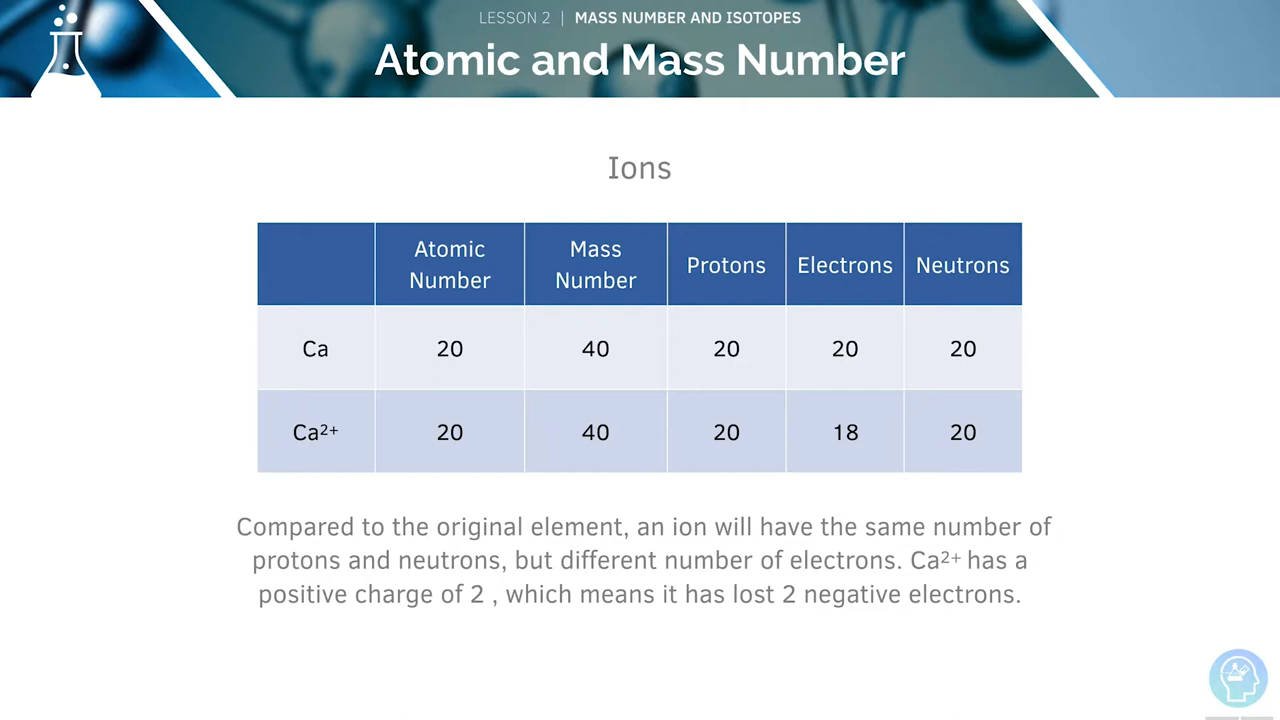 LESSON 2 | MASS NUMBER AND ISOTOPES
Atomic and Mass Number
Ions
Atomic Number Mass Number Protons Electrons Neutrons
Ca 20 40 20 20 20
Ca²⁺ 20 40 20 18 20
Compared to the original element, an ion will have the same number of
protons and neutrons, but different number of electrons. Ca²⁺ has a
positive charge of 2 , which means it has lost 2 negative electrons.